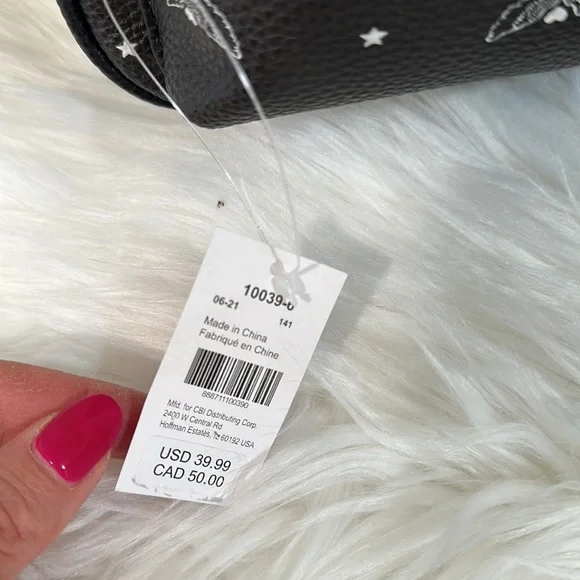 10039-6
06-21 141
Made in China
Fabriqué en Chine
888711100390
Mfd. for CBI Distributing Corp.
2400 W Central Rd
Hoffman Estates, IL 60192 USA
USD 39.99
CAD 50.00